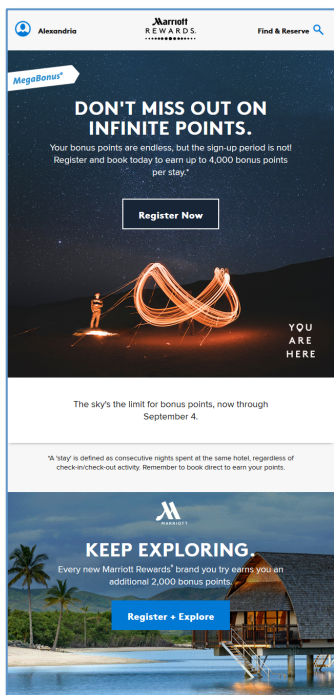 Alexandria
Marriott
REWARDS.
Find & Reserve
MegaBonus®
DON'T MISS OUT ON
INFINITE POINTS.
Your bonus points are endless, but the sign-up period is not!
Register and book today to earn up to 4,000 bonus points
per stay.*
Register Now
YOU
ARE
HERE
The sky's the limit for bonus points, now through
September 4.
*A 'stay' is defined as consecutive nights spent at the same hotel, regardless of
check-in/check-out activity. Remember to book direct to earn your points.
MARRIOTT
KEEP EXPLORING.
Every new Marriott Rewards® brand you try earns you an
additional 2,000 bonus points.
Register + Explore